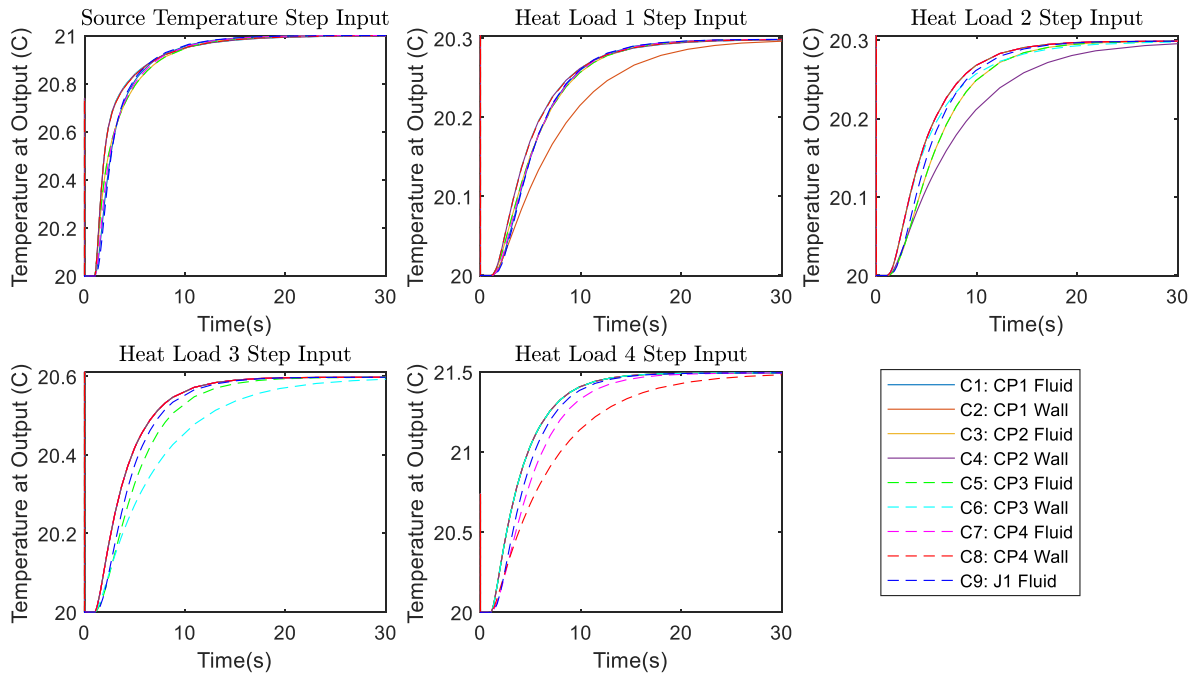 Source Temperature Step Input
Temperature at Output (C)
21
20.8
20.6
20.4
20.2
20
0
10
20
30
Time(s)
Heat Load 1 Step Input
Temperature at Output (C)
20.3
20.2
20.1
20
0
10
20
30
Time(s)
Heat Load 2 Step Input
Temperature at Output (C)
20.3
20.2
20.1
20
0
10
20
30
Time(s)
Heat Load 3 Step Input
Temperature at Output (C)
20.6
20.4
20.2
20
0
10
20
30
Time(s)
Heat Load 4 Step Input
Temperature at Output (C)
21.5
21
20.5
20
0
10
20
30
Time(s)
C1: CP1 Fluid
C2: CP1 Wall
C3: CP2 Fluid
C4: CP2 Wall
C5: CP3 Fluid
C6: CP3 Wall
C7: CP4 Fluid
C8: CP4 Wall
C9: J1 Fluid